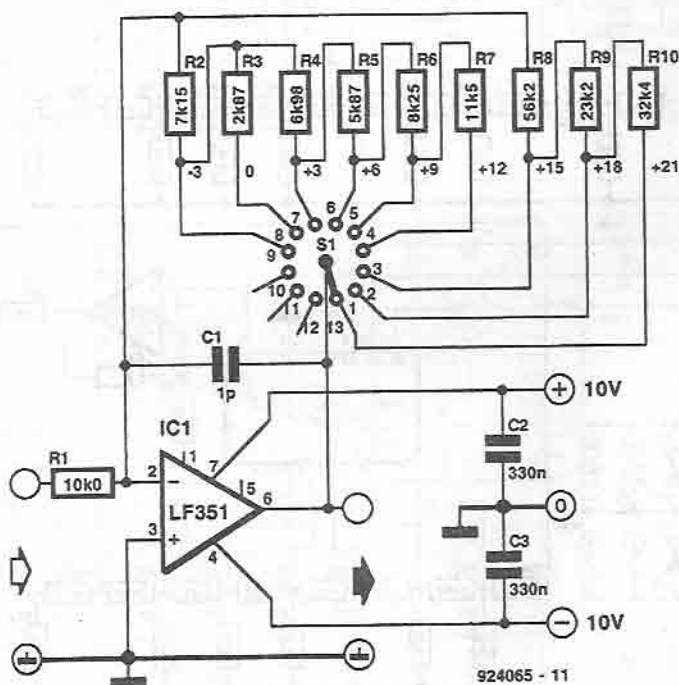 R2 R3 R4 R5 R6 R7 R8 R9 R10
7k15 2k87 6k98 5k87 8k25 11k5 56k2 23k2 32k4
-3 0 +3 +6 +9 +12 +15 +18 +21
7 6 5
8 S1 4
9 3
10 2
11 1
12 13
C1
1p
IC1
R1
10k0
2 - 1 7
LF351 5 6
3 + 4
+ 10V
C2
330n
0
C3
330n
- 10V
924065 - 11